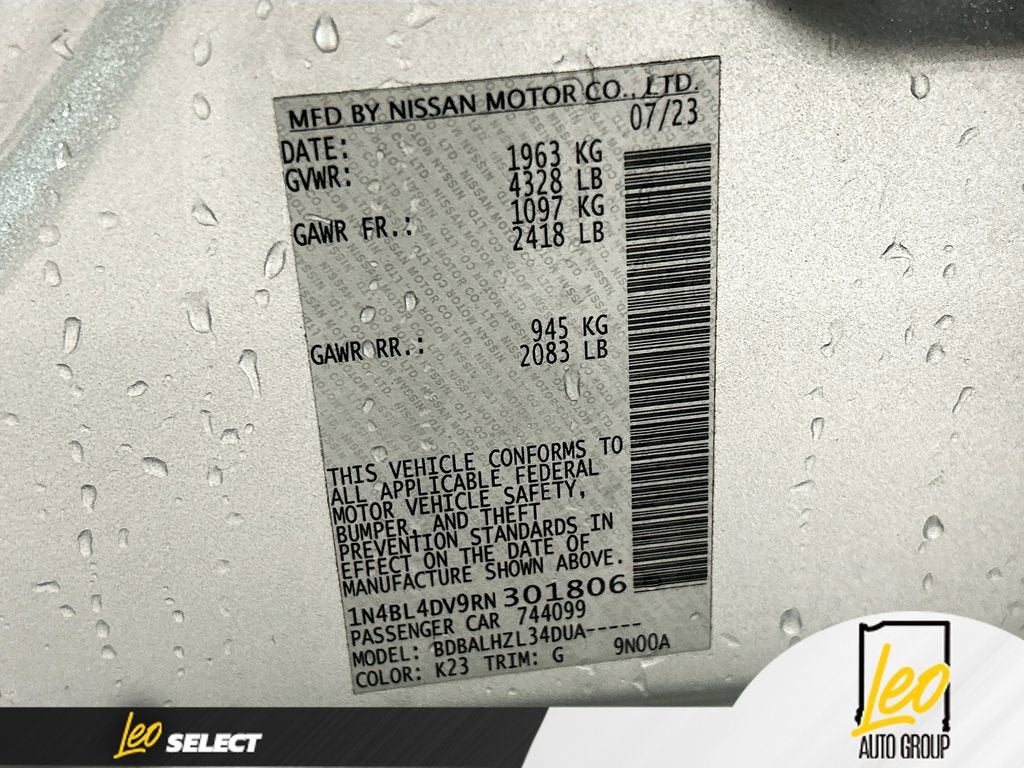 MFD BY NISSAN MOTOR CO., LTD.
DATE: 07/23
GVWR: 1963 KG
4328 LB
GAWR FR.: 1097 KG
2418 LB
GAWR RR.: 945 KG
2083 LB
THIS VEHICLE CONFORMS TO
ALL APPLICABLE FEDERAL
MOTOR VEHICLE SAFETY,
BUMPER, AND THEFT
PREVENTION STANDARDS IN
EFFECT ON THE DATE OF
MANUFACTURE SHOWN ABOVE.
1N4BL4DV9RN301806
PASSENGER CAR 744099
MODEL: BDBALHZL34DUA-----
COLOR: K23 TRIM: G 9N00A
Leo SELECT
Leo
AUTO GROUP